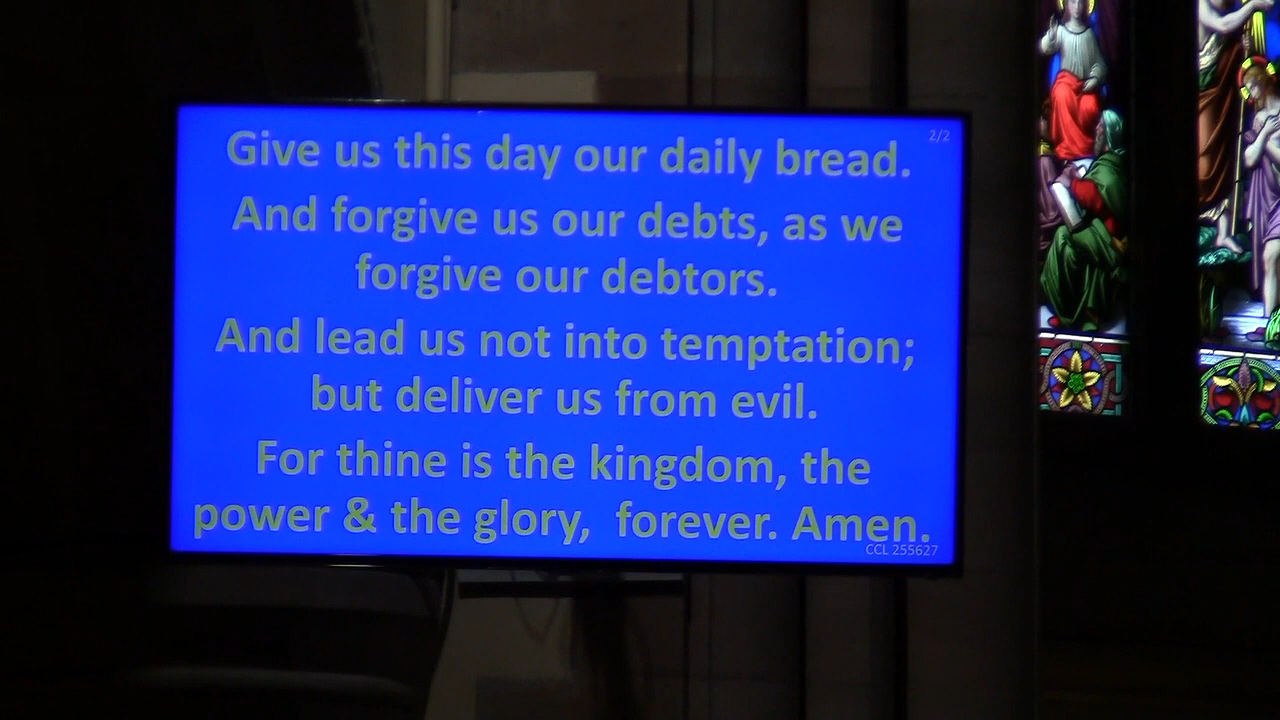 2/2
Give us this day our daily bread.
And forgive us our debts, as we
forgive our debtors.
And lead us not into temptation;
but deliver us from evil.
For thine is the kingdom, the
power & the glory,  forever. Amen.
CCL 255627